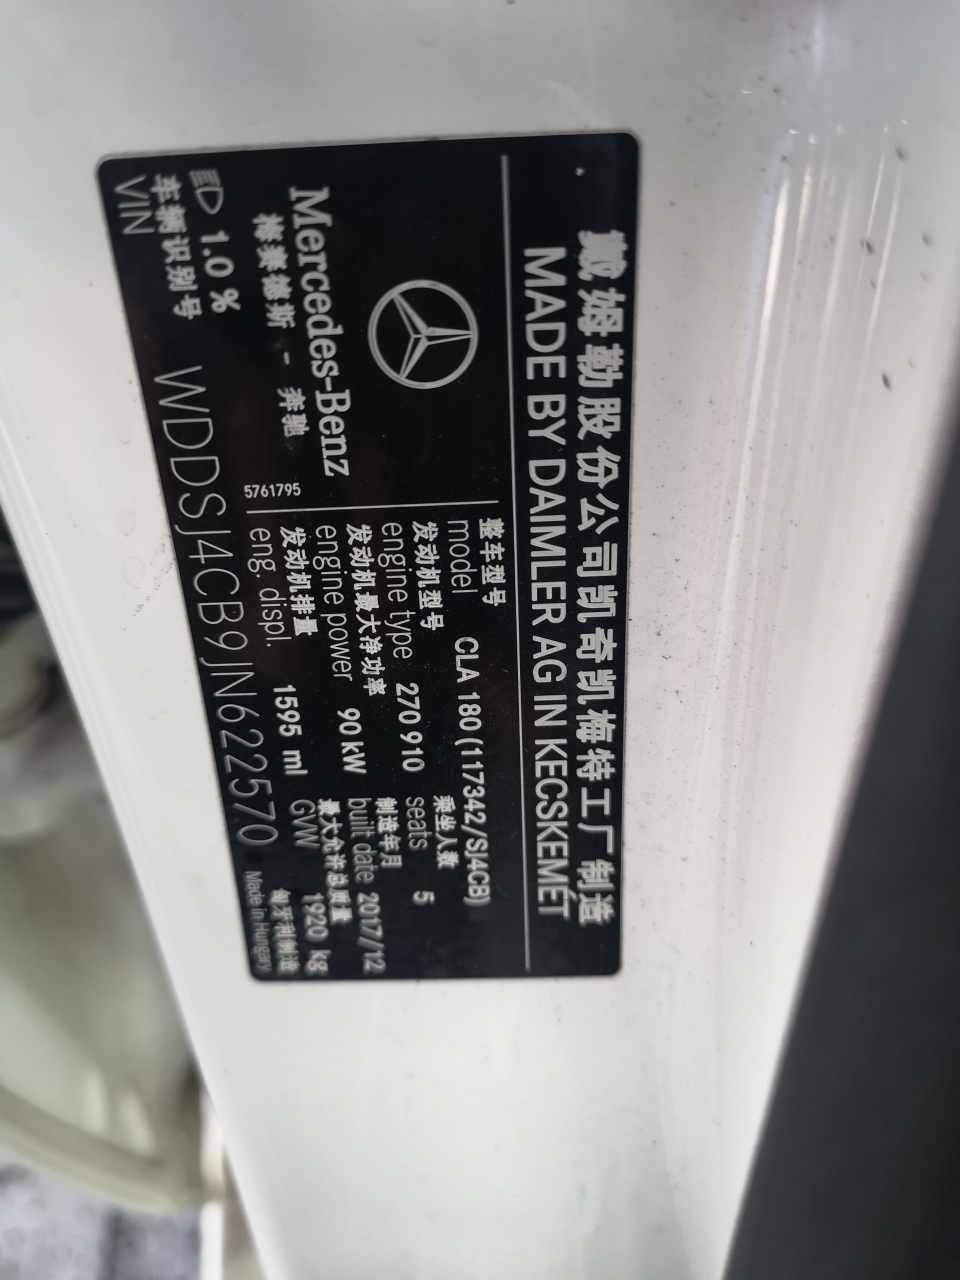 戴姆勒股份公司凯奇凯梅特工厂制造
MADE BY DAIMLER AG IN KECSKEMÉT
Mercedes-Benz
梅赛德斯 - 奔驰
5761795
整车型号
model CLA 180 (117342/SJ4CB)
发动机型号 乘坐人数
engine type 270 910 seats 5
发动机最大净功率 制造年月
engine power 90 kW built date 2017/12
发动机排量 最大允许总质量
eng. displ. 1595 ml GVW 1920 kg
1.0 %
车辆识别号
VIN WDDSJ4CB9JN622570
匈牙利制造
Made in Hungary